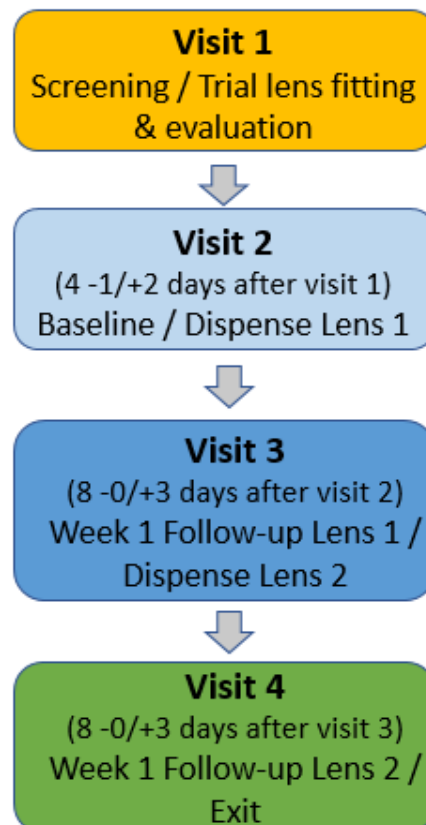 Visit 1
Screening / Trial lens fitting
& evaluation
Visit 2
(4 -1/+2 days after visit 1)
Baseline / Dispense Lens 1
Visit 3
(8 -0/+3 days after visit 2)
Week 1 Follow-up Lens 1 /
Dispense Lens 2
Visit 4
(8 -0/+3 days after visit 3)
Week 1 Follow-up Lens 2 /
Exit